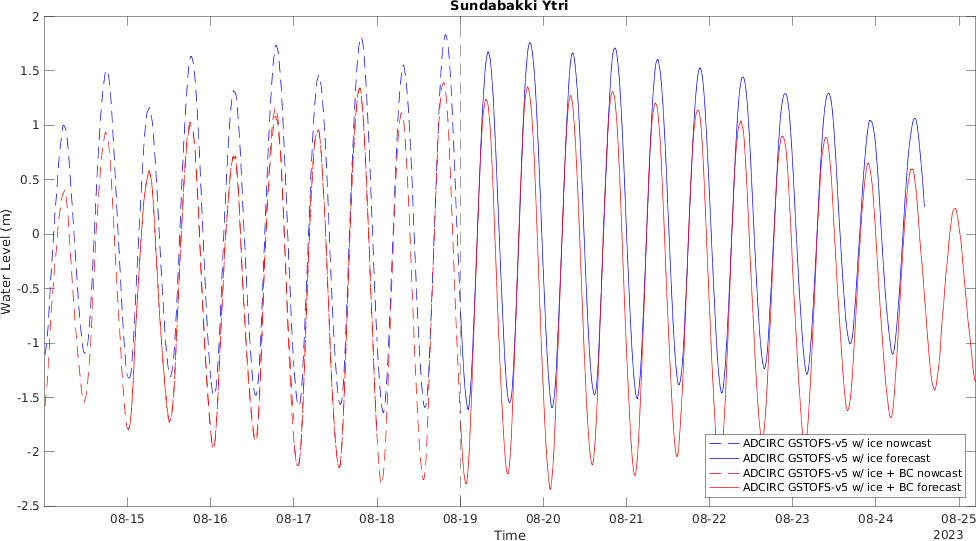 Sundabakki Ytri
2
1.5
1
0.5
0
-0.5
-1
-1.5
-2
-2.5
Water Level (m)
08-15 08-16 08-17 08-18 08-19 08-20 08-21 08-22 08-23 08-24 08-25
Time
2023
ADCIRC GSTOFS-v5 w/ ice nowcast
ADCIRC GSTOFS-v5 w/ ice forecast
ADCIRC GSTOFS-v5 w/ ice + BC nowcast
ADCIRC GSTOFS-v5 w/ ice + BC forecast